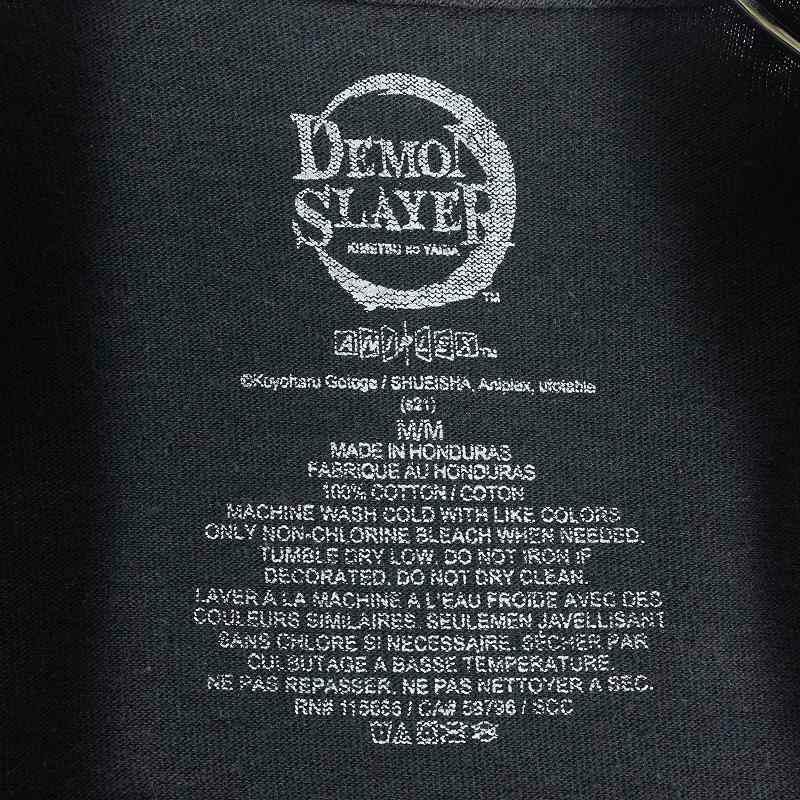 DEMON
SLAYER
KIMETSU NO YAIBA
TM
ANIPLEX TM
©Koyoharu Gotoge / SHUEISHA, Aniplex, ufotable
(s21)
M/M
MADE IN HONDURAS
FABRIQUE AU HONDURAS
100% COTTON / COTON
MACHINE WASH COLD WITH LIKE COLORS
ONLY NON-CHLORINE BLEACH WHEN NEEDED.
TUMBLE DRY LOW. DO NOT IRON IF
DECORATED. DO NOT DRY CLEAN.
LAVER A LA MACHINE A L'EAU FROIDE AVEC DES
COULEURS SIMILAIRES. SEULEMEN JAVELLISANT
SANS CHLORE SI NECESSAIRE. SÉCHER PAR
CULBUTAGE A BASSE TEMPERATURE.
NE PAS REPASSER. NE PAS NETTOYER A SEC.
RN# / CA# 53796 / SCC